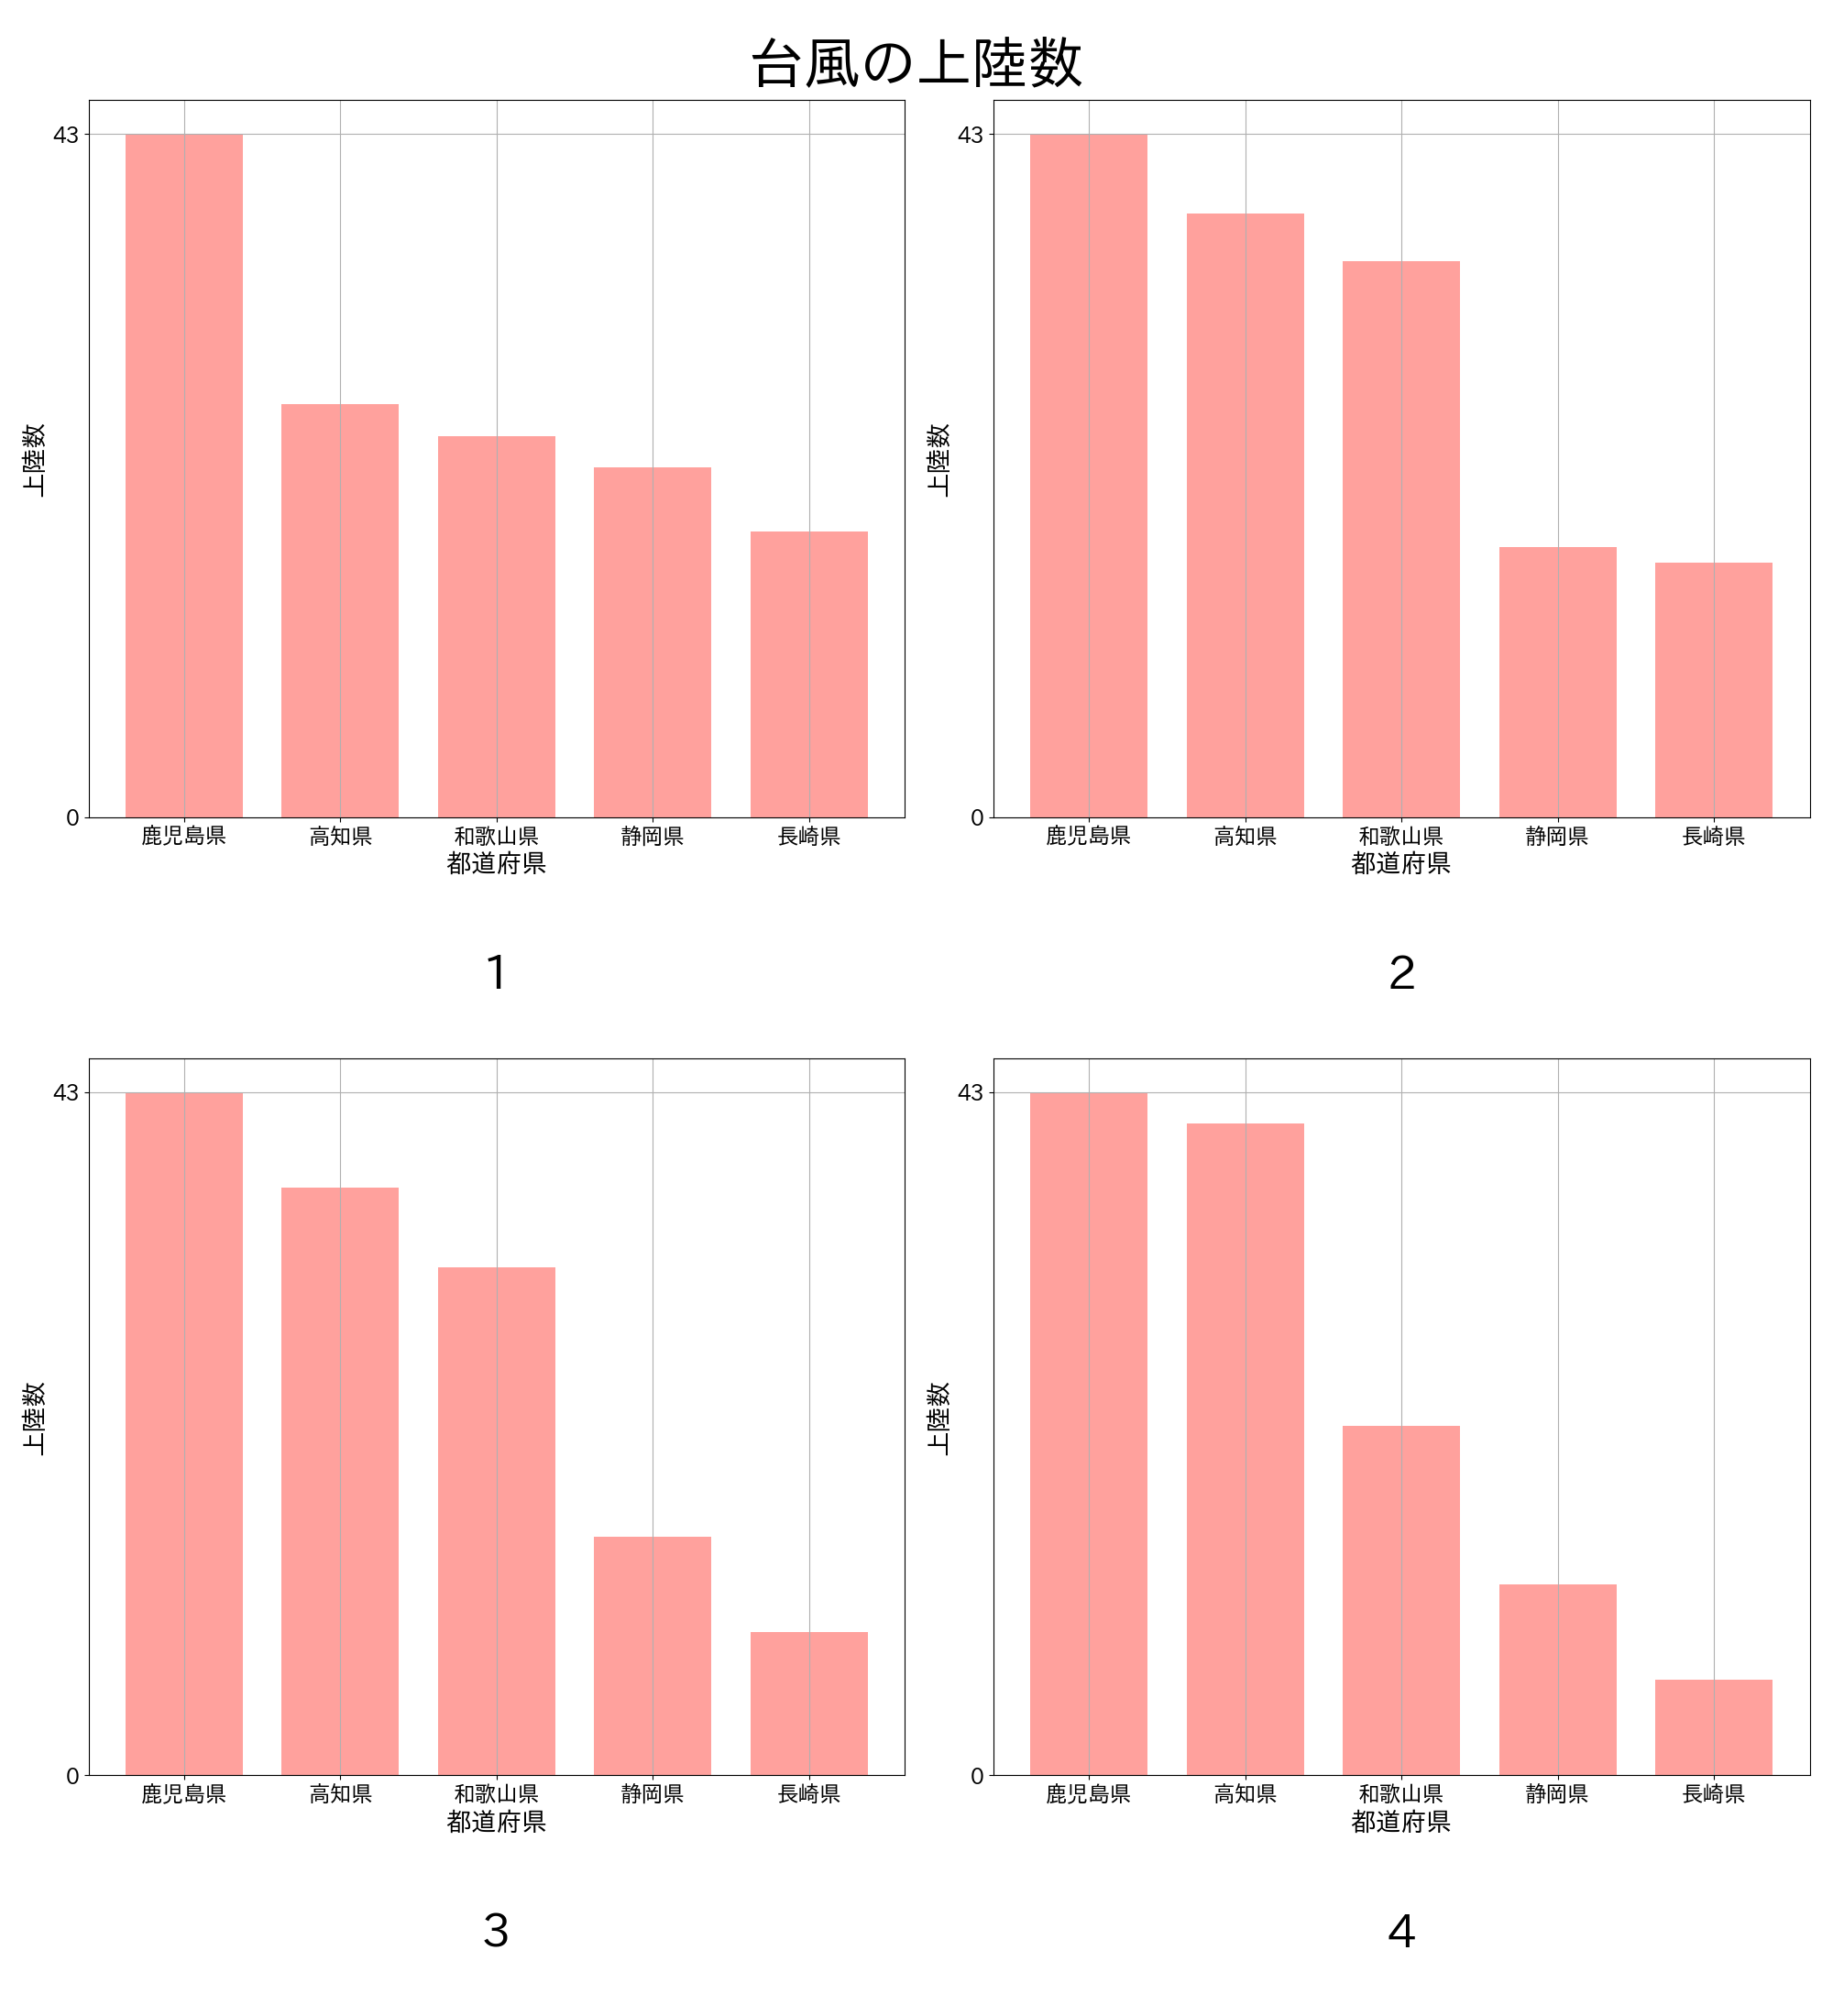 台風の上陸数
43
0
上陸数
鹿児島県 高知県 和歌山県 静岡県 長崎県
都道府県
1
43
0
上陸数
鹿児島県 高知県 和歌山県 静岡県 長崎県
都道府県
2
43
0
上陸数
鹿児島県 高知県 和歌山県 静岡県 長崎県
都道府県
3
43
0
上陸数
鹿児島県 高知県 和歌山県 静岡県 長崎県
都道府県
4